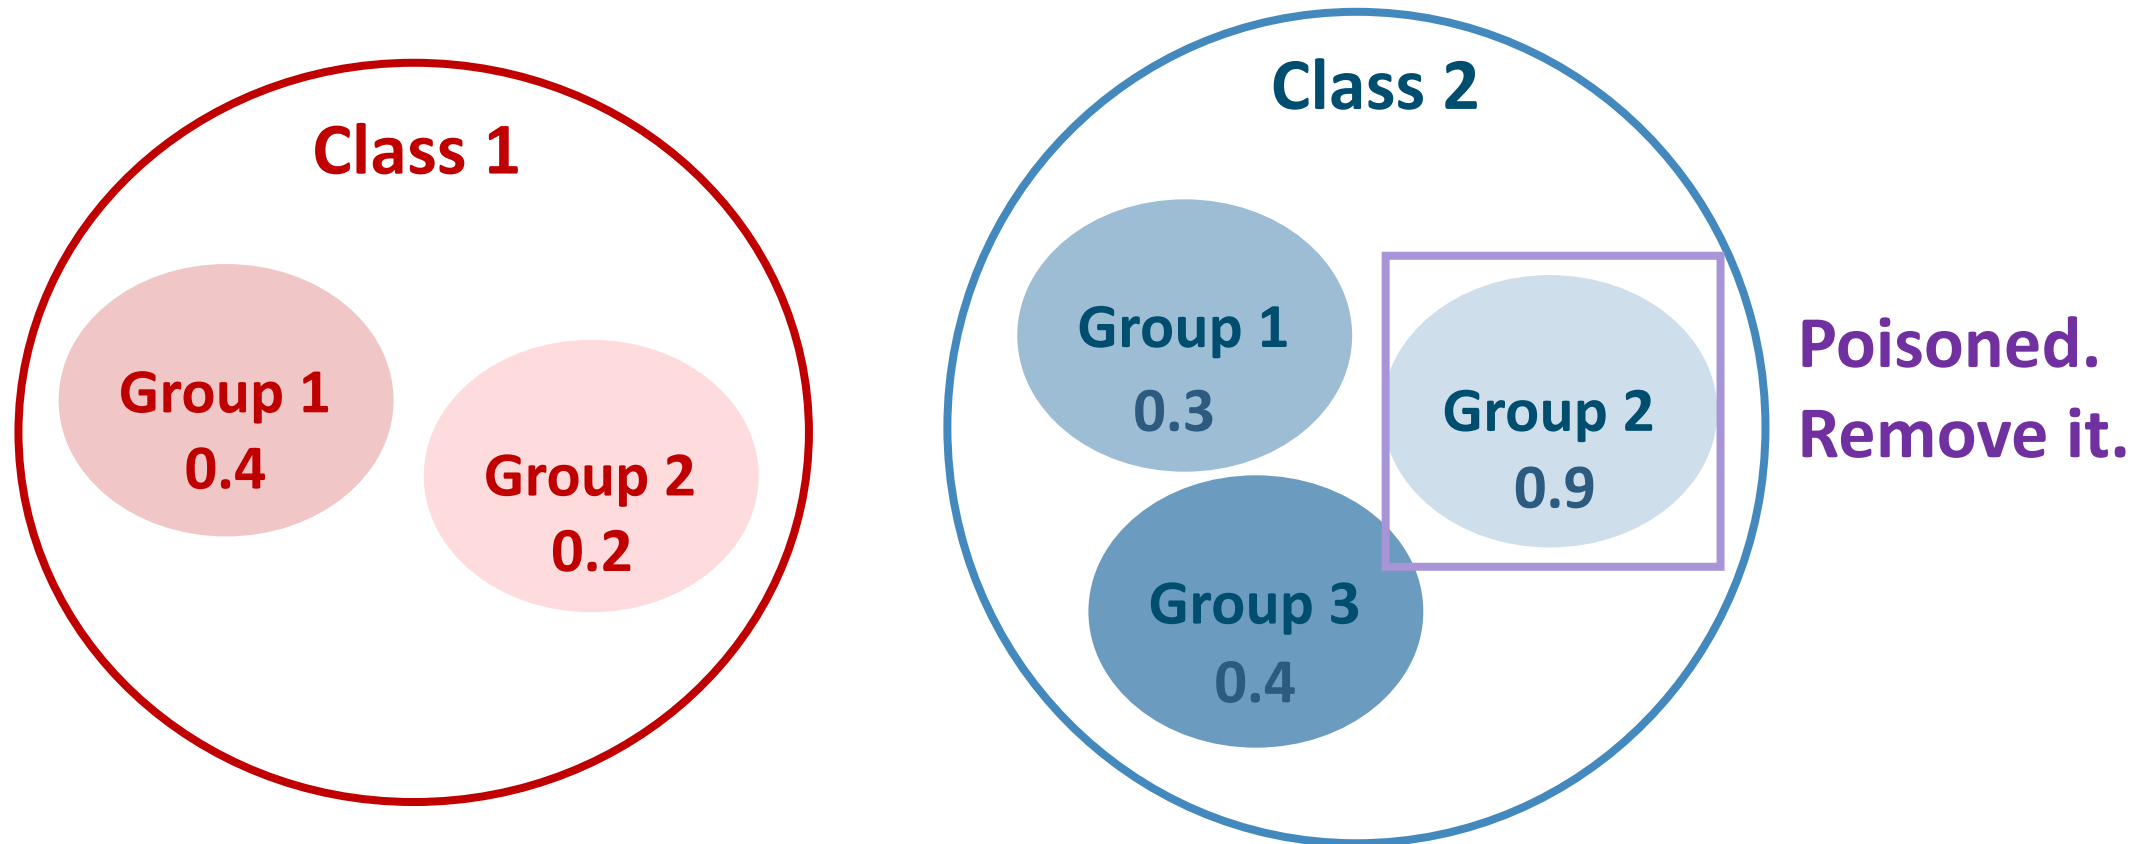 Class 1
Group 1
0.4
Group 2
0.2
Class 2
Group 1
0.3
Group 2
0.9
Group 3
0.4
Poisoned.
Remove it.